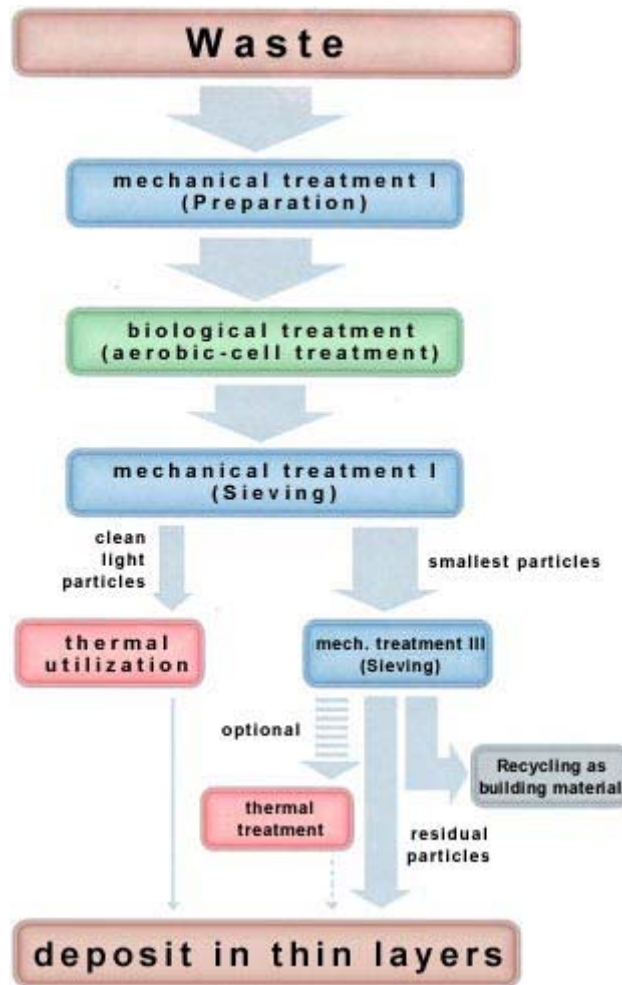 Waste
mechanical treatment I
(Preparation)
biological treatment
(aerobic-cell treatment)
mechanical treatment I
(Sieving)
clean
light
particles
smallest particles
thermal
utilization
mech. treatment III
(Sieving)
optional
Recycling as
building material
thermal
treatment
residual
particles
deposit in thin layers